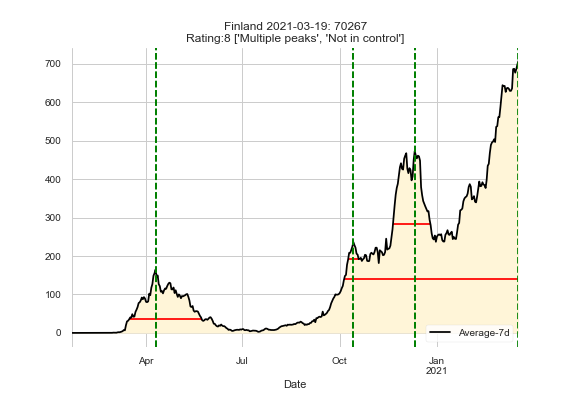 Finland 2021-03-19: 70267
Rating:8 ['Multiple peaks', 'Not in control']
700
600
500
400
300
200
100
0
Average-7d
Apr
Jul
Oct
Jan
2021
Date